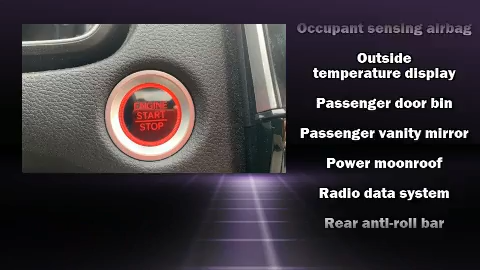 ENGINE
START
STOP
Occupant sensing airbag
Outside
temperature display
Passenger door bin
Passenger vanity mirror
Power moonroof
Radio data system
Rear anti-roll bar